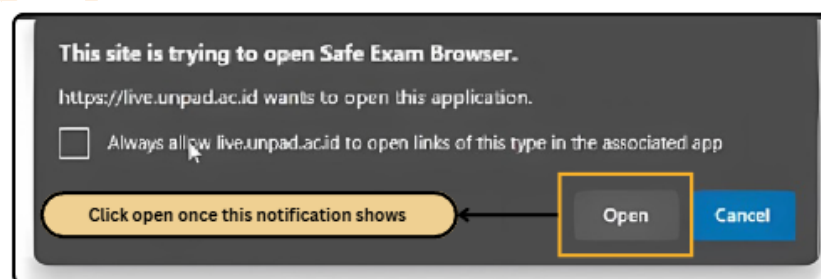 This site is trying to open Safe Exam Browser.
https://live.unpad.ac.id wants to open this application.
Always allow live.unpad.ac.id to open links of this type in the associated app
Click open once this notification shows
Open
Cancel